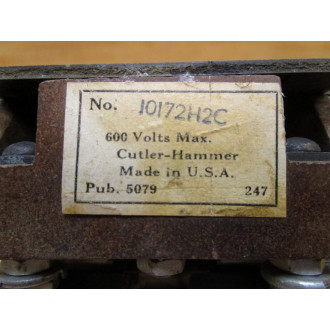 No. 10172H2C
600 Volts Max.
Cutler-Hammer
Made in U.S.A.
Pub. 5079 247